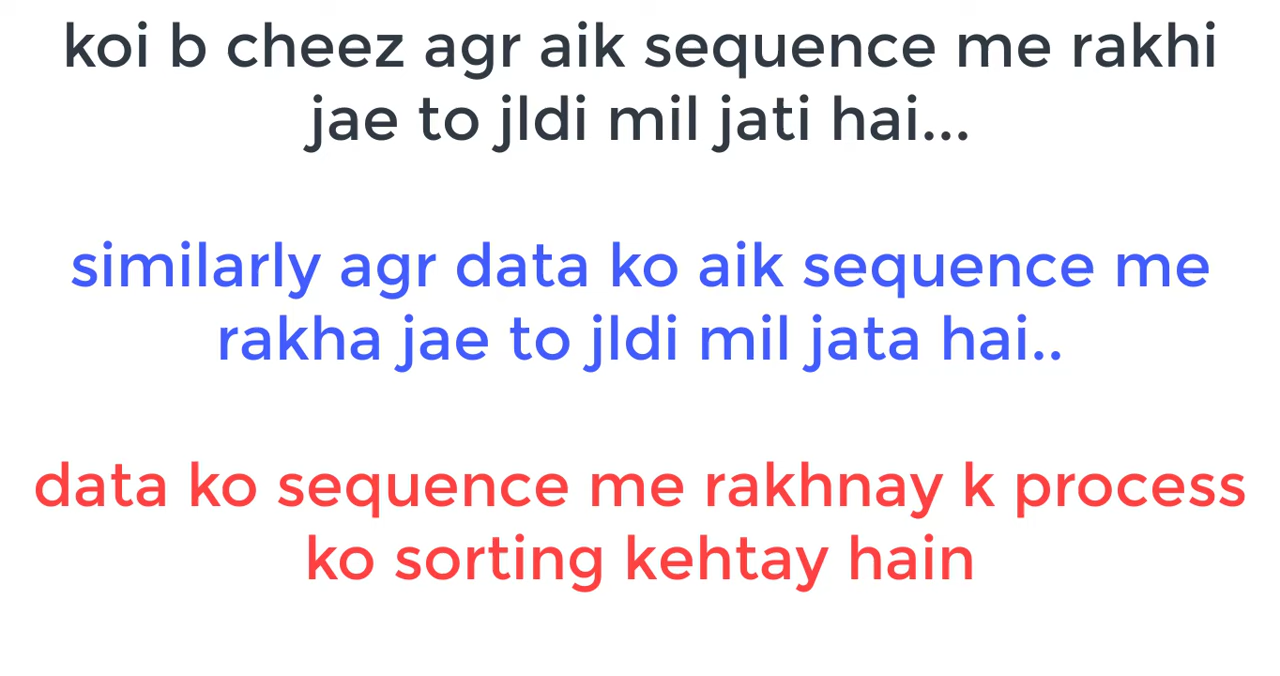 koi b cheez agr aik sequence me rakhi
jae to jldi mil jati hai...
similarly agr data ko aik sequence me
rakha jae to jldi mil jata hai..
data ko sequence me rakhnay k process
ko sorting kehtay hain